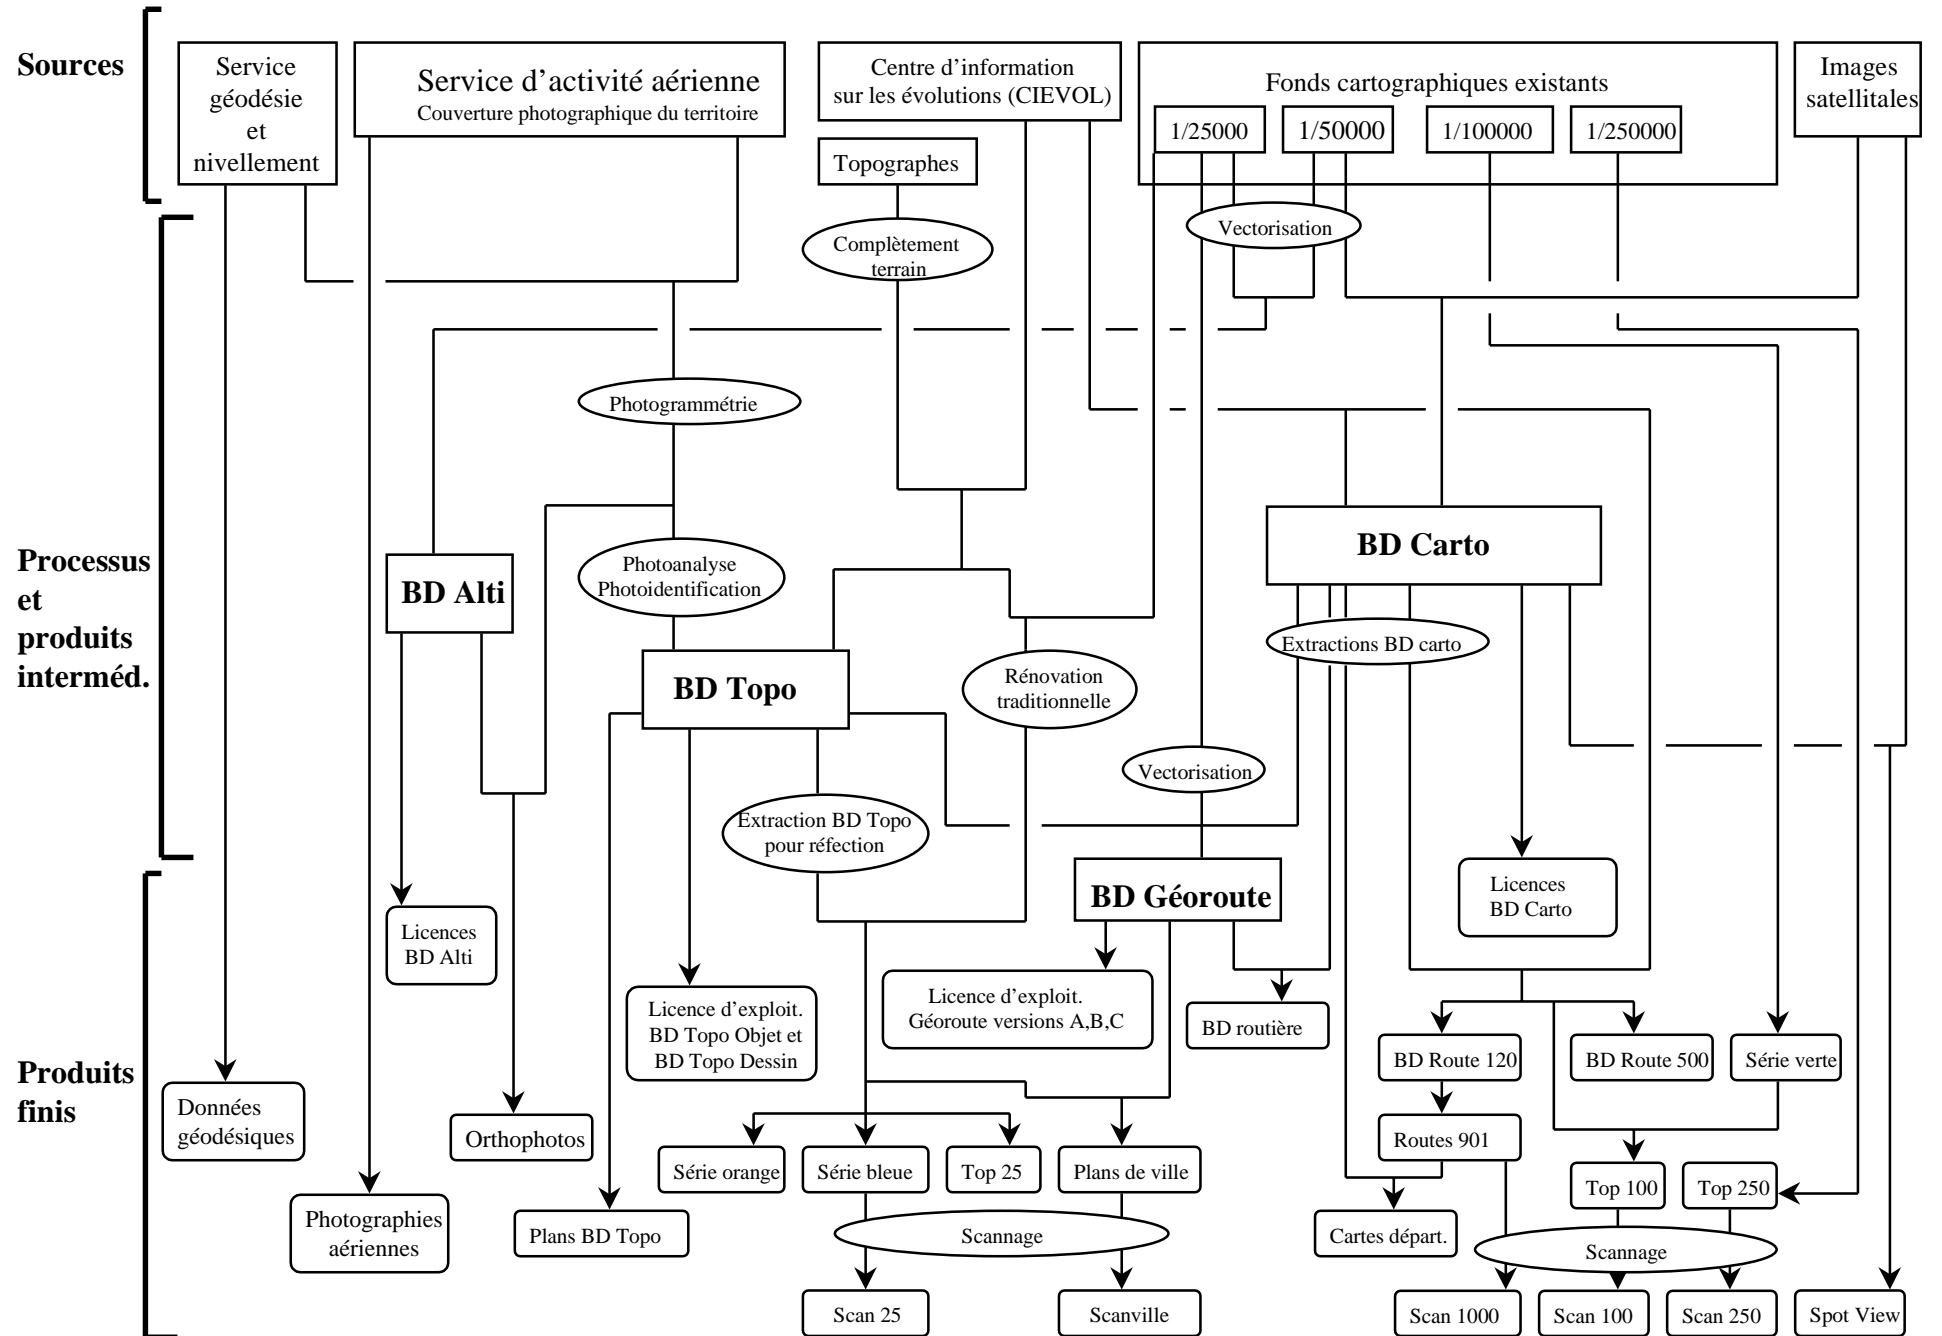 Sources
Service
géodésie
et
nivellement
Service d'activité aérienne
Couverture photographique du territoire
Centre d'information
sur les évolutions (CIEVOL)
Topographes
Fonds cartographiques existants
1/25000
1/50000
1/100000
1/250000
Images
satellitales
Processus
et
produits
interméd.
Complètement
terrain
Vectorisation
Photogrammétrie
Photoanalyse
Photoidentification
BD Alti
BD Carto
Extractions BD carto
BD Topo
Rénovation
traditionnelle
Vectorisation
Extraction BD Topo
pour réfection
BD Géoroute
Licences
BD Carto
Produits
finis
Licences
BD Alti
Licence d'exploit.
BD Topo Objet et
BD Topo Dessin
Licence d'exploit.
Géoroute versions A,B,C
BD routière
BD Route 120
BD Route 500
Série verte
Données
géodésiques
Orthophotos
Routes 901
Série orange
Série bleue
Top 25
Plans de ville
Top 100
Top 250
Photographies
aériennes
Plans BD Topo
Scannage
Cartes départ.
Scannage
Scan 25
Scanville
Scan 1000
Scan 100
Scan 250
Spot View